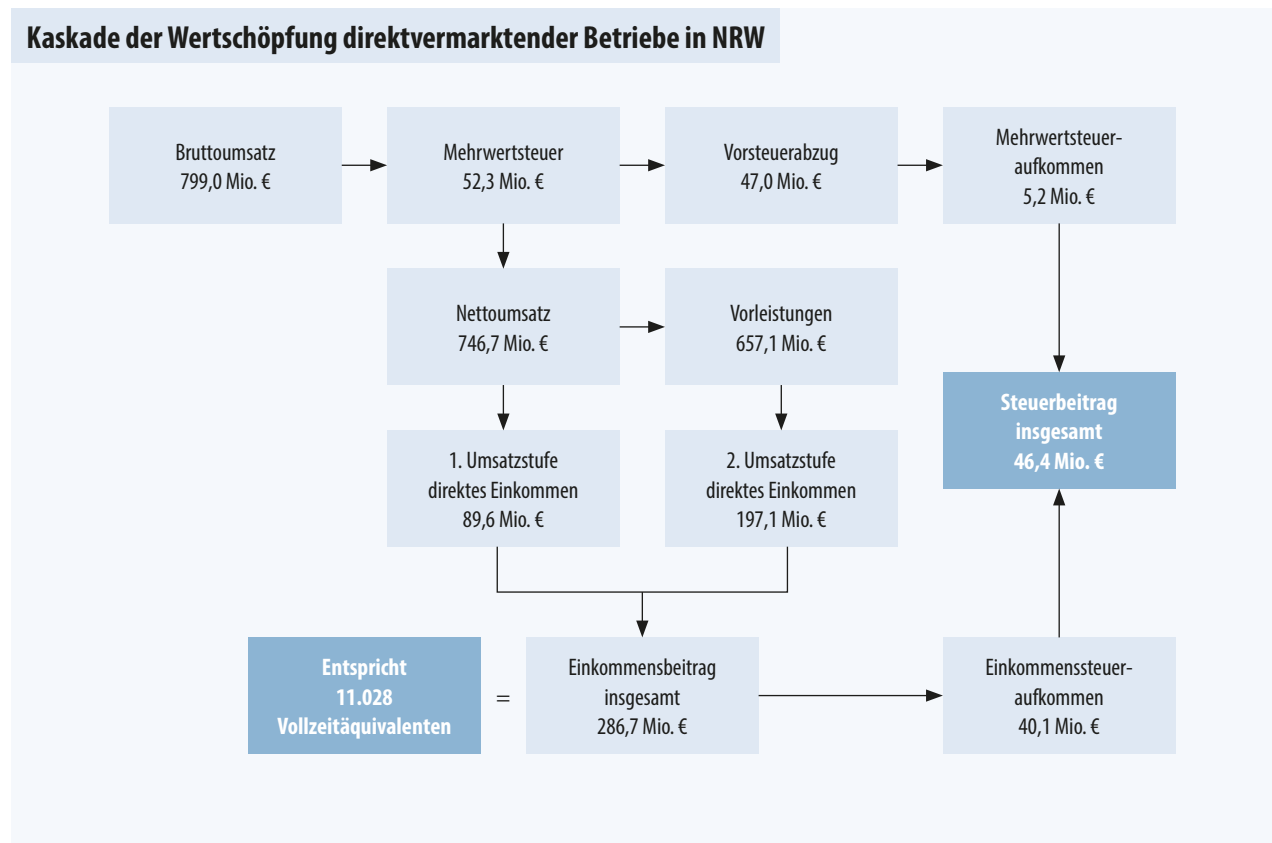 Kaskade der Wertschöpfung direktvermarktender Betriebe in NRW
Bruttoumsatz
799,0 Mio. €
Mehrwertsteuer
52,3 Mio. €
Vorsteuerabzug
47,0 Mio. €
Mehrwertsteuer-
aufkommen
5,2 Mio. €
Nettoumsatz
746,7 Mio. €
Vorleistungen
657,1 Mio. €
Steuerbeitrag
insgesamt
46,4 Mio. €
1. Umsatzstufe
direktes Einkommen
89,6 Mio. €
2. Umsatzstufe
direktes Einkommen
197,1 Mio. €
Entspricht
11.028
Vollzeitäquivalenten
=
Einkommensbeitrag
insgesamt
286,7 Mio. €
Einkommenssteuer-
aufkommen
40,1 Mio. €